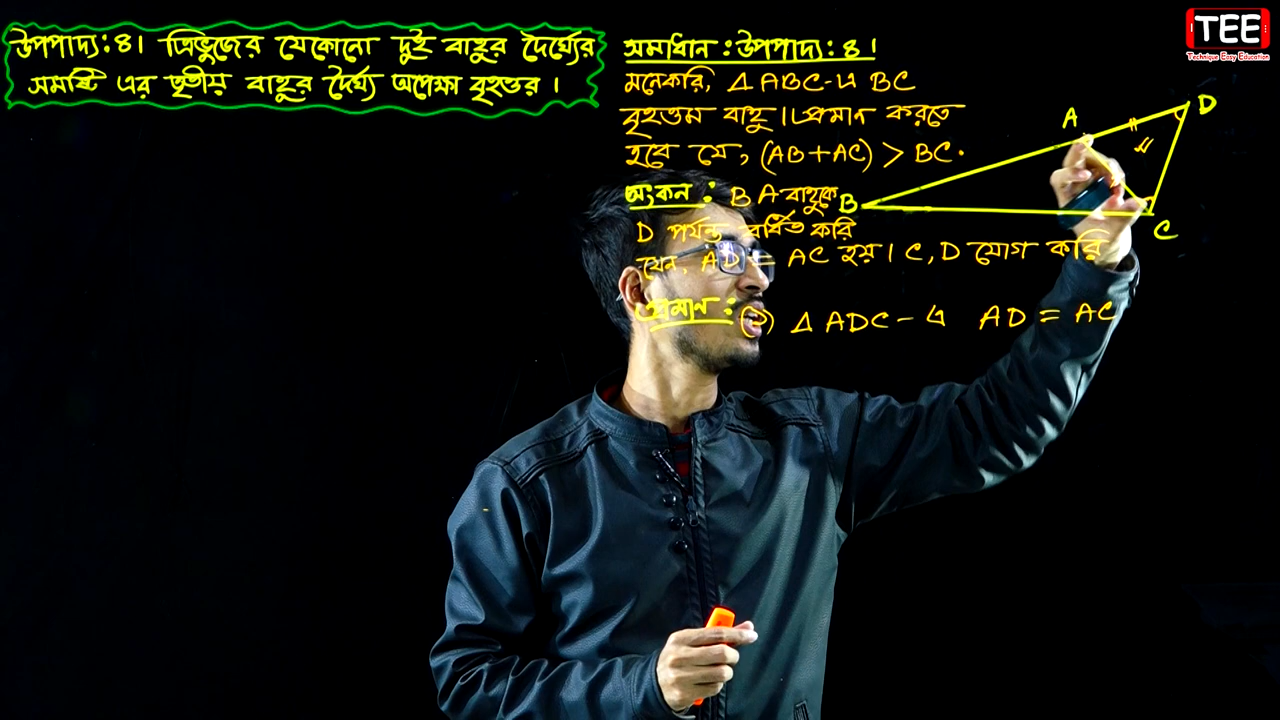 উপপাদ্য: ৪। ত্রিভুজের যেকোনো দুই বাহুর দৈর্ঘ্যের
সমষ্টি এর তৃতীয় বাহুর দৈর্ঘ্য অপেক্ষা বৃহত্তর।
TEE
Technique Easy Education
সমাধান: উপপাদ্য: ৪।
মনেকরি, Δ ABC-এ BC
বৃহত্তম বাহু। প্রমান করতে
হবে যে, (AB+AC) > BC.
অংকন: BA বাহুকে
D পর্যন্ত বর্ধিত করি
যেন, AD = AC হয়। C, D যোগ করি
প্রমান: (১) Δ ADC-এ AD = AC
A
D
B
C